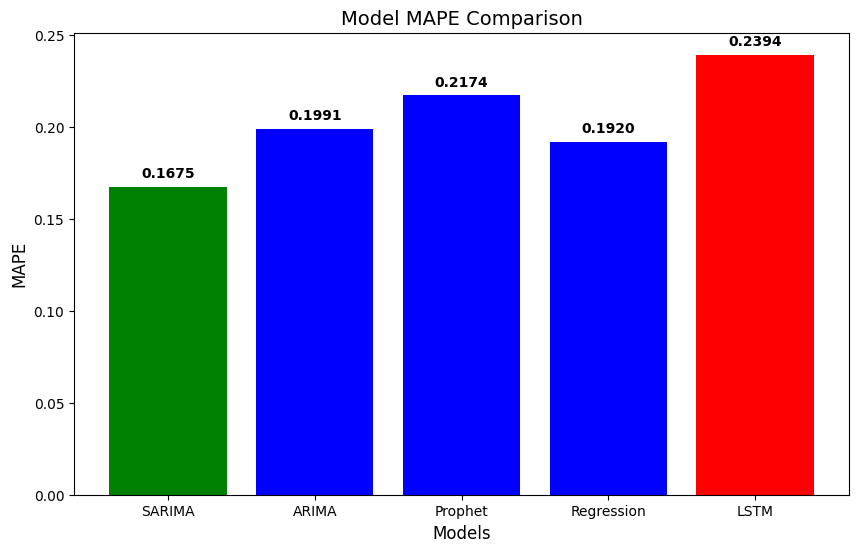 Model MAPE Comparison
0.25
0.20
0.15
0.10
0.05
0.00
MAPE
0.1675
0.1991
0.2174
0.1920
0.2394
SARIMA
ARIMA
Prophet
Regression
LSTM
Models